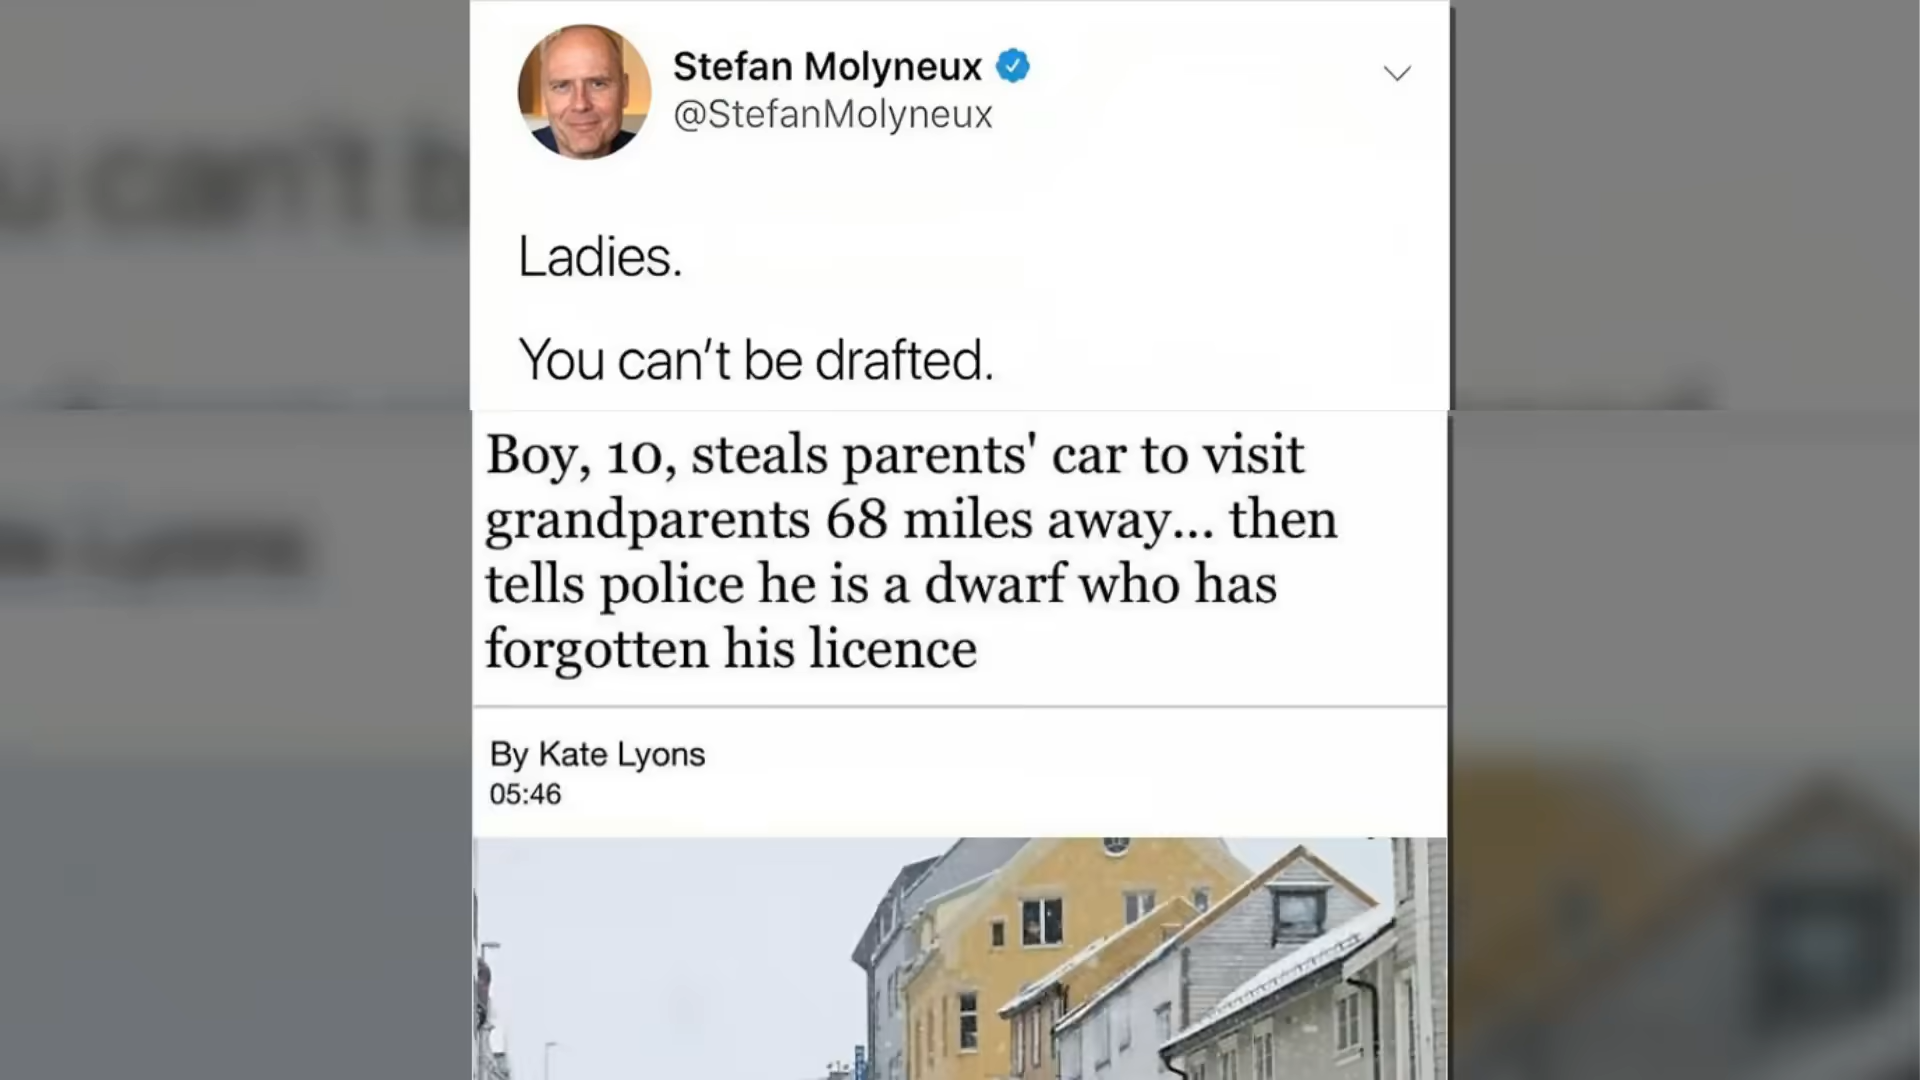 Stefan Molyneux
@StefanMolyneux
Ladies.
You can't be drafted.
Boy, 10, steals parents' car to visit
grandparents 68 miles away... then
tells police he is a dwarf who has
forgotten his licence
By Kate Lyons
05:46